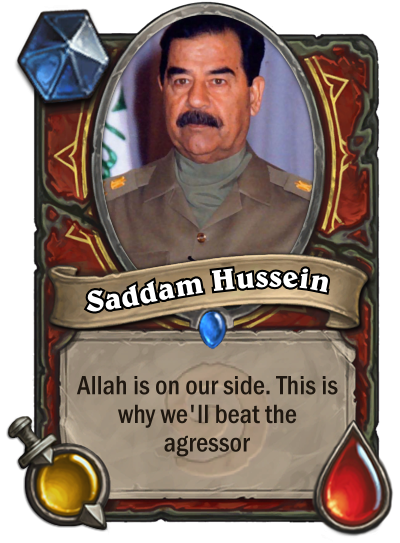 Saddam Hussein
Allah is on our side. This is
why we'll beat the
agressor